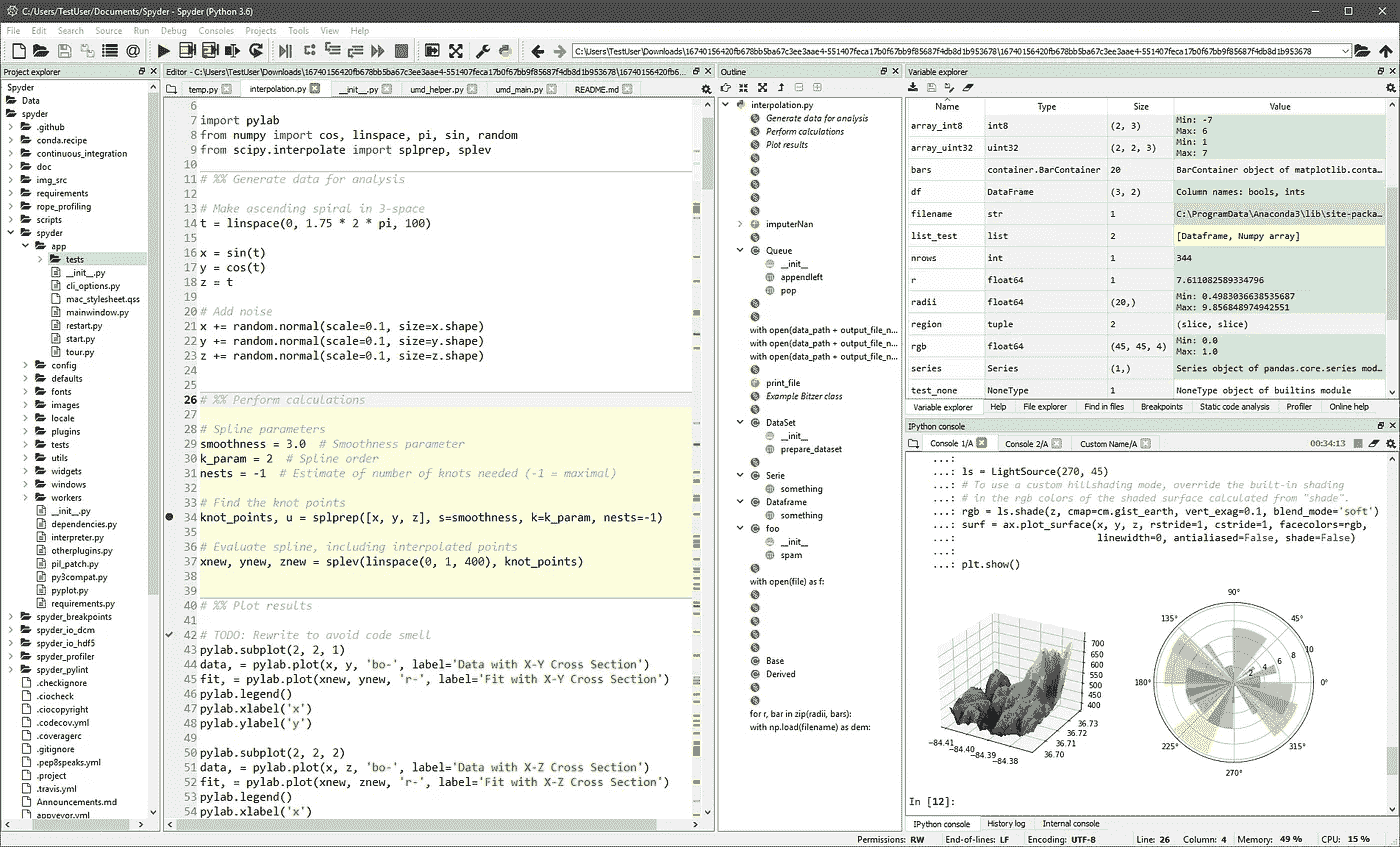 C:/Users/TestUser/Documents/Spyder - Spyder (Python 3.6)
File Edit Search Source Run Debug Consoles Projects Tools View Help
C:\Users\TestUser\Downloads\16740156420fb678bb5ba67c3ee3aae4-551407feca17b0f67bb9f85687f4db8d1b953678\16740156420fb678bb5ba67c3ee3aae4-551407feca17b0f67bb9f85687f4db8d1b953678
Project explorer
Spyder
Data
spyder
.github
conda.recipe
continuous_integration
doc
img_src
requirements
rope_profiling
scripts
spyder
app
tests
__init__.py
cli_options.py
mac_stylesheet.qss
mainwindow.py
restart.py
start.py
tour.py
config
defaults
fonts
images
locale
plugins
tests
utils
widgets
windows
workers
__init__.py
dependencies.py
interpreter.py
otherplugins.py
pil_patch.py
py3compat.py
pyplot.py
requirements.py
spyder_breakpoints
spyder_io_dcm
spyder_io_hdf5
spyder_profiler
spyder_pylint
.checkignore
.ciocheck
.ciocopyright
.codecov.yml
.coveragerc
.gitignore
.pep8speaks.yml
.project
.travis.yml
Announcements.md
appveyor.yml
Editor - C:\Users\TestUser\Downloads\16740156420fb678bb5ba67c3ee3aae4-551407feca17b0f67bb9f85687f4db8d1b953678\16740156420fb6...
temp.py interpolation.py __init__.py umd_helper.py umd_main.py README.md
6
7 import pylab
8 from numpy import cos, linspace, pi, sin, random
9 from scipy.interpolate import splprep, splev
10
11 # %% Generate data for analysis
12
13 # Make ascending spiral in 3-space
14 t = linspace(0, 1.75 * 2 * pi, 100)
15
16 x = sin(t)
17 y = cos(t)
18 z = t
19
20 # Add noise
21 x += random.normal(scale=0.1, size=x.shape)
22 y += random.normal(scale=0.1, size=y.shape)
23 z += random.normal(scale=0.1, size=z.shape)
24
25
26 # %% Perform calculations
27
28 # Spline parameters
29 smoothness = 3.0 # Smoothness parameter
30 k_param = 2 # Spline order
31 nests = -1 # Estimate of number of knots needed (-1 = maximal)
32
33 # Find the knot points
34 knot_points, u = splprep([x, y, z], s=smoothness, k=k_param, nests=-1)
35
36 # Evaluate spline, including interpolated points
37 xnew, ynew, znew = splev(linspace(0, 1, 400), knot_points)
38
39
40 # %% Plot results
41
42 # TODO: Rewrite to avoid code smell
43 pylab.subplot(2, 2, 1)
44 data, = pylab.plot(x, y, 'bo-', label='Data with X-Y Cross Section')
45 fit, = pylab.plot(xnew, ynew, 'r-', label='Fit with X-Y Cross Section')
46 pylab.legend()
47 pylab.xlabel('x')
48 pylab.ylabel('y')
49
50 pylab.subplot(2, 2, 2)
51 data, = pylab.plot(x, z, 'bo-', label='Data with X-Z Cross Section')
52 fit, = pylab.plot(xnew, znew, 'r-', label='Fit with X-Z Cross Section')
53 pylab.legend()
54 pylab.xlabel('x')
Outline
interpolation.py
Generate data for analysis
Perform calculations
Plot results
imputerNan
Queue
__init__
appendleft
pop
with open(data_path + output_file_n...
with open(data_path + output_file_n...
with open(data_path + output_file_n...
print_file
Example Bitzer class
DataSet
__init__
prepare_dataset
Serie
something
Dataframe
something
foo
__init__
spam
with open(file) as f:
Base
Derived
for r, bar in zip(radii, bars):
with np.load(filename) as dem:
Variable explorer
Name Type Size Value
array_int8 int8 (2, 3) Min: -7
Max: 6
array_uint32 uint32 (2, 2, 3) Min: 1
Max: 7
bars container.BarContainer 20 BarContainer object of matplotlib.conta...
df DataFrame (3, 2) Column names: bools, ints
filename str 1 C:\ProgramData\Anaconda3\lib\site-packa...
list_test list 2 [Dataframe, Numpy array]
nrows int 1 344
r float64 1 7.611082589334796
radii float64 (20,) Min: 0.4983036638535687
Max: 9.856848974942551
region tuple 2 (slice, slice)
rgb float64 (45, 45, 4) Min: 0.0
Max: 1.0
series Series (1,) Series object of pandas.core.series mod...
test_none NoneType 1 NoneType object of builtins module
Variable explorer Help File explorer Find in files Breakpoints Static code analysis Profiler Online help
IPython console
Console 1/A Console 2/A Custom Name/A 00:34:13
...:
...: ls = LightSource(270, 45)
...: # To use a custom hillshading mode, override the built-in shading
...: # in the rgb colors of the shaded surface calculated from "shade".
...: rgb = ls.shade(z, cmap=cm.gist_earth, vert_exag=0.1, blend_mode='soft')
...: surf = ax.plot_surface(x, y, z, rstride=1, cstride=1, facecolors=rgb,
...: linewidth=0, antialiased=False, shade=False)
...:
...: plt.show()
700
650
600
550
500
450
400
36.73
36.72
36.71
36.70
−84.41
−84.40
−84.39
−84.38
90°
135° 45°
10
8
6
4
2
180° 0°
225° 315°
270°
In [12]:
IPython console History log Internal console
Permissions: RW End-of-lines: LF Encoding: UTF-8 Line: 26 Column: 4 Memory: 49 % CPU: 15 %